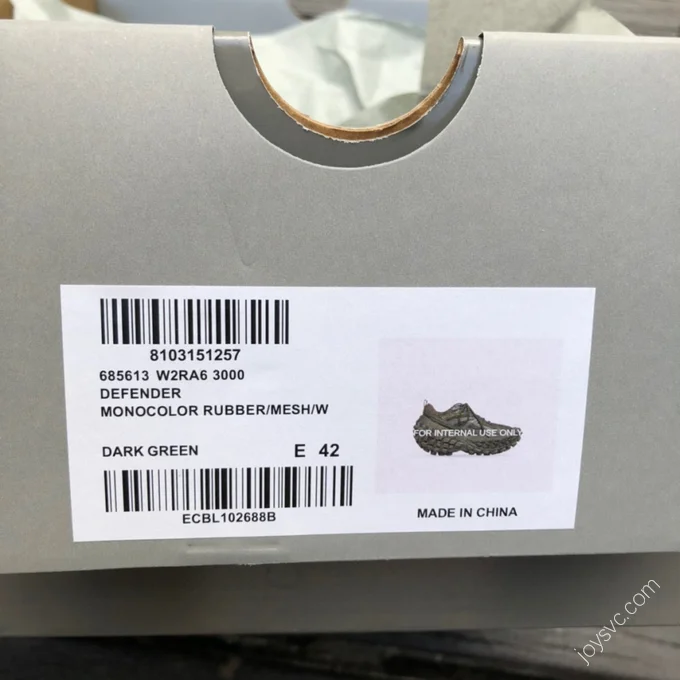 8103151257
685613 W2RA6 3000
DEFENDER
MONOCOLOR RUBBER/MESH/W
DARK GREEN E 42
ECBL102688B
FOR INTERNAL USE ONLY
MADE IN CHINA
joysvc.com